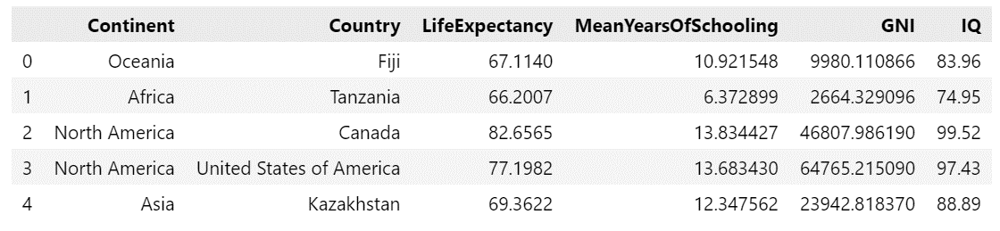 Continent Country LifeExpectancy MeanYearsOfSchooling GNI IQ
0 Oceania Fiji 67.1140 10.921548 9980.110866 83.96
1 Africa Tanzania 66.2007 6.372899 2664.329096 74.95
2 North America Canada 82.6565 13.834427 46807.986190 99.52
3 North America United States of America 77.1982 13.683430 64765.215090 97.43
4 Asia Kazakhstan 69.3622 12.347562 23942.818370 88.89